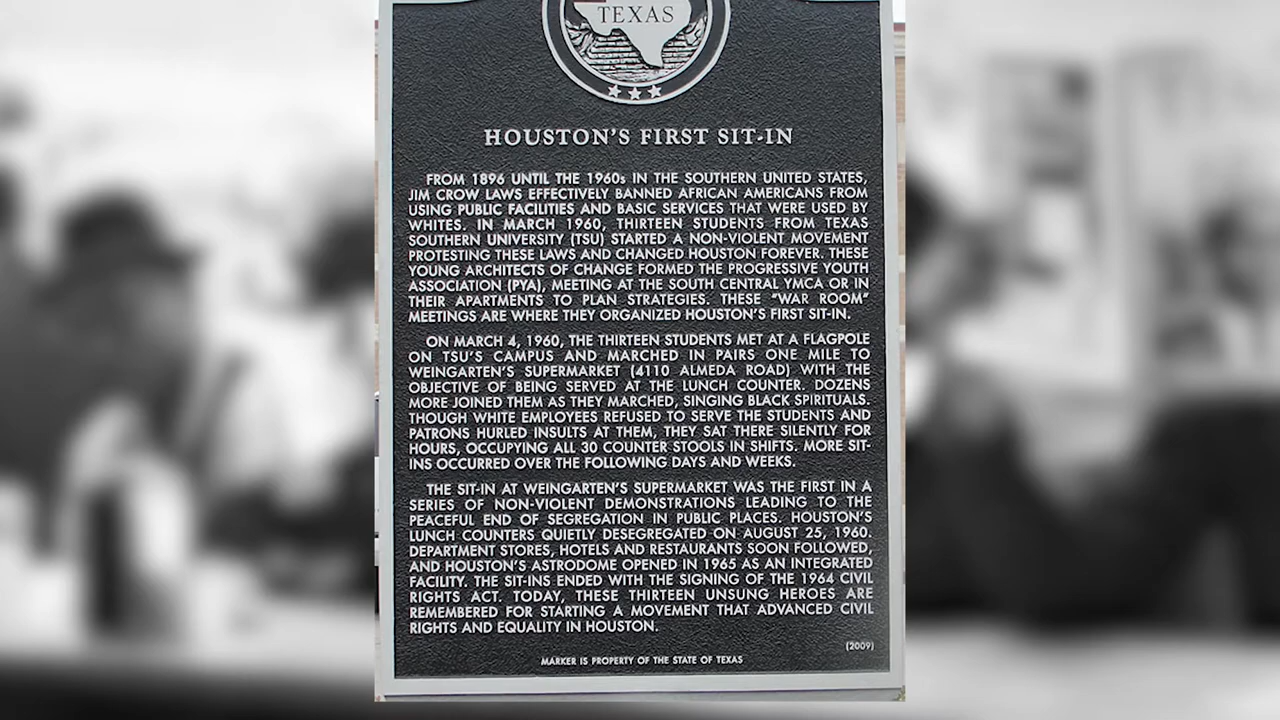 TEXAS
HOUSTON'S FIRST SIT-IN
FROM 1896 UNTIL THE 1960s IN THE SOUTHERN UNITED STATES,
JIM CROW LAWS EFFECTIVELY BANNED AFRICAN AMERICANS FROM
USING PUBLIC FACILITIES AND BASIC SERVICES THAT WERE USED BY
WHITES. IN MARCH 1960, THIRTEEN STUDENTS FROM TEXAS
SOUTHERN UNIVERSITY (TSU) STARTED A NON-VIOLENT MOVEMENT
PROTESTING THESE LAWS AND CHANGED HOUSTON FOREVER. THESE
YOUNG ARCHITECTS OF CHANGE FORMED THE PROGRESSIVE YOUTH
ASSOCIATION (PYA), MEETING AT THE SOUTH CENTRAL YMCA OR IN
THEIR APARTMENTS TO PLAN STRATEGIES. THESE "WAR ROOM"
MEETINGS ARE WHERE THEY ORGANIZED HOUSTON'S FIRST SIT-IN.
ON MARCH 4, 1960, THE THIRTEEN STUDENTS MET AT A FLAGPOLE
ON TSU'S CAMPUS AND MARCHED IN PAIRS ONE MILE TO
WEINGARTEN'S SUPERMARKET (4110 ALMEDA ROAD) WITH THE
OBJECTIVE OF BEING SERVED AT THE LUNCH COUNTER. DOZENS
MORE JOINED THEM AS THEY MARCHED, SINGING BLACK SPIRITUALS.
THOUGH WHITE EMPLOYEES REFUSED TO SERVE THE STUDENTS AND
PATRONS HURLED INSULTS AT THEM, THEY SAT THERE SILENTLY FOR
HOURS, OCCUPYING ALL 30 COUNTER STOOLS IN SHIFTS. MORE SIT-
INS OCCURRED OVER THE FOLLOWING DAYS AND WEEKS.
THE SIT-IN AT WEINGARTEN'S SUPERMARKET WAS THE FIRST IN A
SERIES OF NON-VIOLENT DEMONSTRATIONS LEADING TO THE
PEACEFUL END OF SEGREGATION IN PUBLIC PLACES. HOUSTON'S
LUNCH COUNTERS QUIETLY DESEGREGATED ON AUGUST 25, 1960.
DEPARTMENT STORES, HOTELS AND RESTAURANTS SOON FOLLOWED,
AND HOUSTON'S ASTRODOME OPENED IN 1965 AS AN INTEGRATED
FACILITY. THE SIT-INS ENDED WITH THE SIGNING OF THE 1964 CIVIL
RIGHTS ACT. TODAY, THESE THIRTEEN UNSUNG HEROES ARE
REMEMBERED FOR STARTING A MOVEMENT THAT ADVANCED CIVIL
RIGHTS AND EQUALITY IN HOUSTON.
(2009)
MARKER IS PROPERTY OF THE STATE OF TEXAS